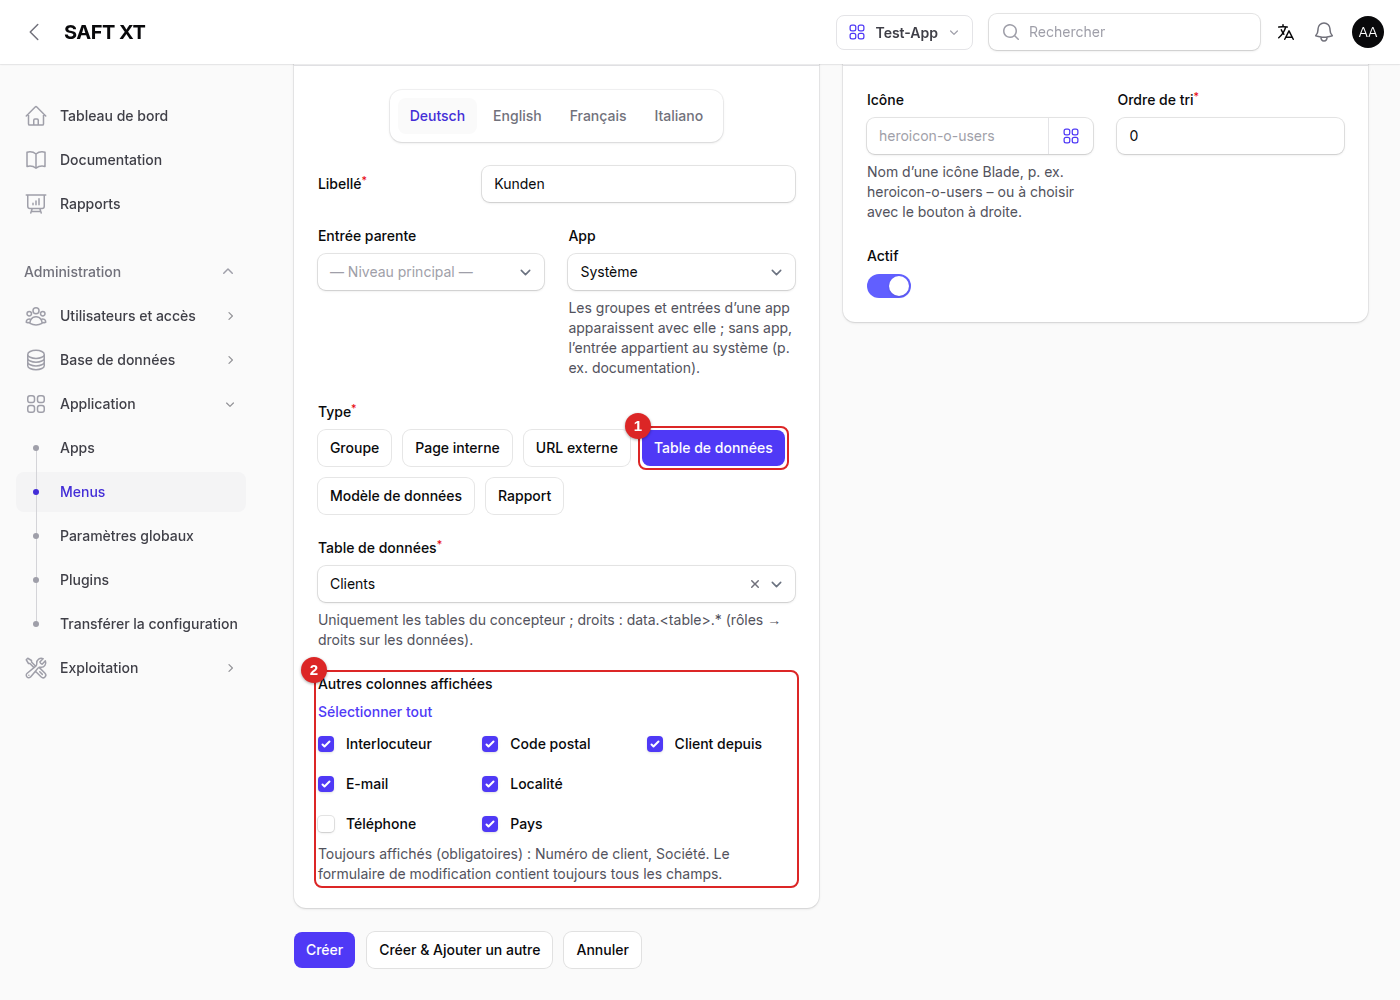 SAFT XT
Test-App
Rechercher
AA
Tableau de bord
Documentation
Rapports
Administration
Utilisateurs et accès
Base de données
Application
Apps
Menus
Paramètres globaux
Plugins
Transférer la configuration
Exploitation
Deutsch English Français Italiano
Libellé*
Kunden
Entrée parente
— Niveau principal —
App
Système
Les groupes et entrées d’une app
apparaissent avec elle ; sans app,
l’entrée appartient au système (p.
ex. documentation).
Type*
1
Groupe Page interne URL externe Table de données
Modèle de données Rapport
Table de données*
Clients
Uniquement les tables du concepteur ; droits : data.<table>.* (rôles →
droits sur les données).
2
Autres colonnes affichées
Sélectionner tout
Interlocuteur Code postal Client depuis
E-mail Localité
Téléphone Pays
Toujours affichés (obligatoires) : Numéro de client, Société. Le
formulaire de modification contient toujours tous les champs.
Créer Créer & Ajouter un autre Annuler
Icône
heroicon-o-users
Nom d’une icône Blade, p. ex.
heroicon-o-users – ou à choisir
avec le bouton à droite.
Ordre de tri*
0
Actif